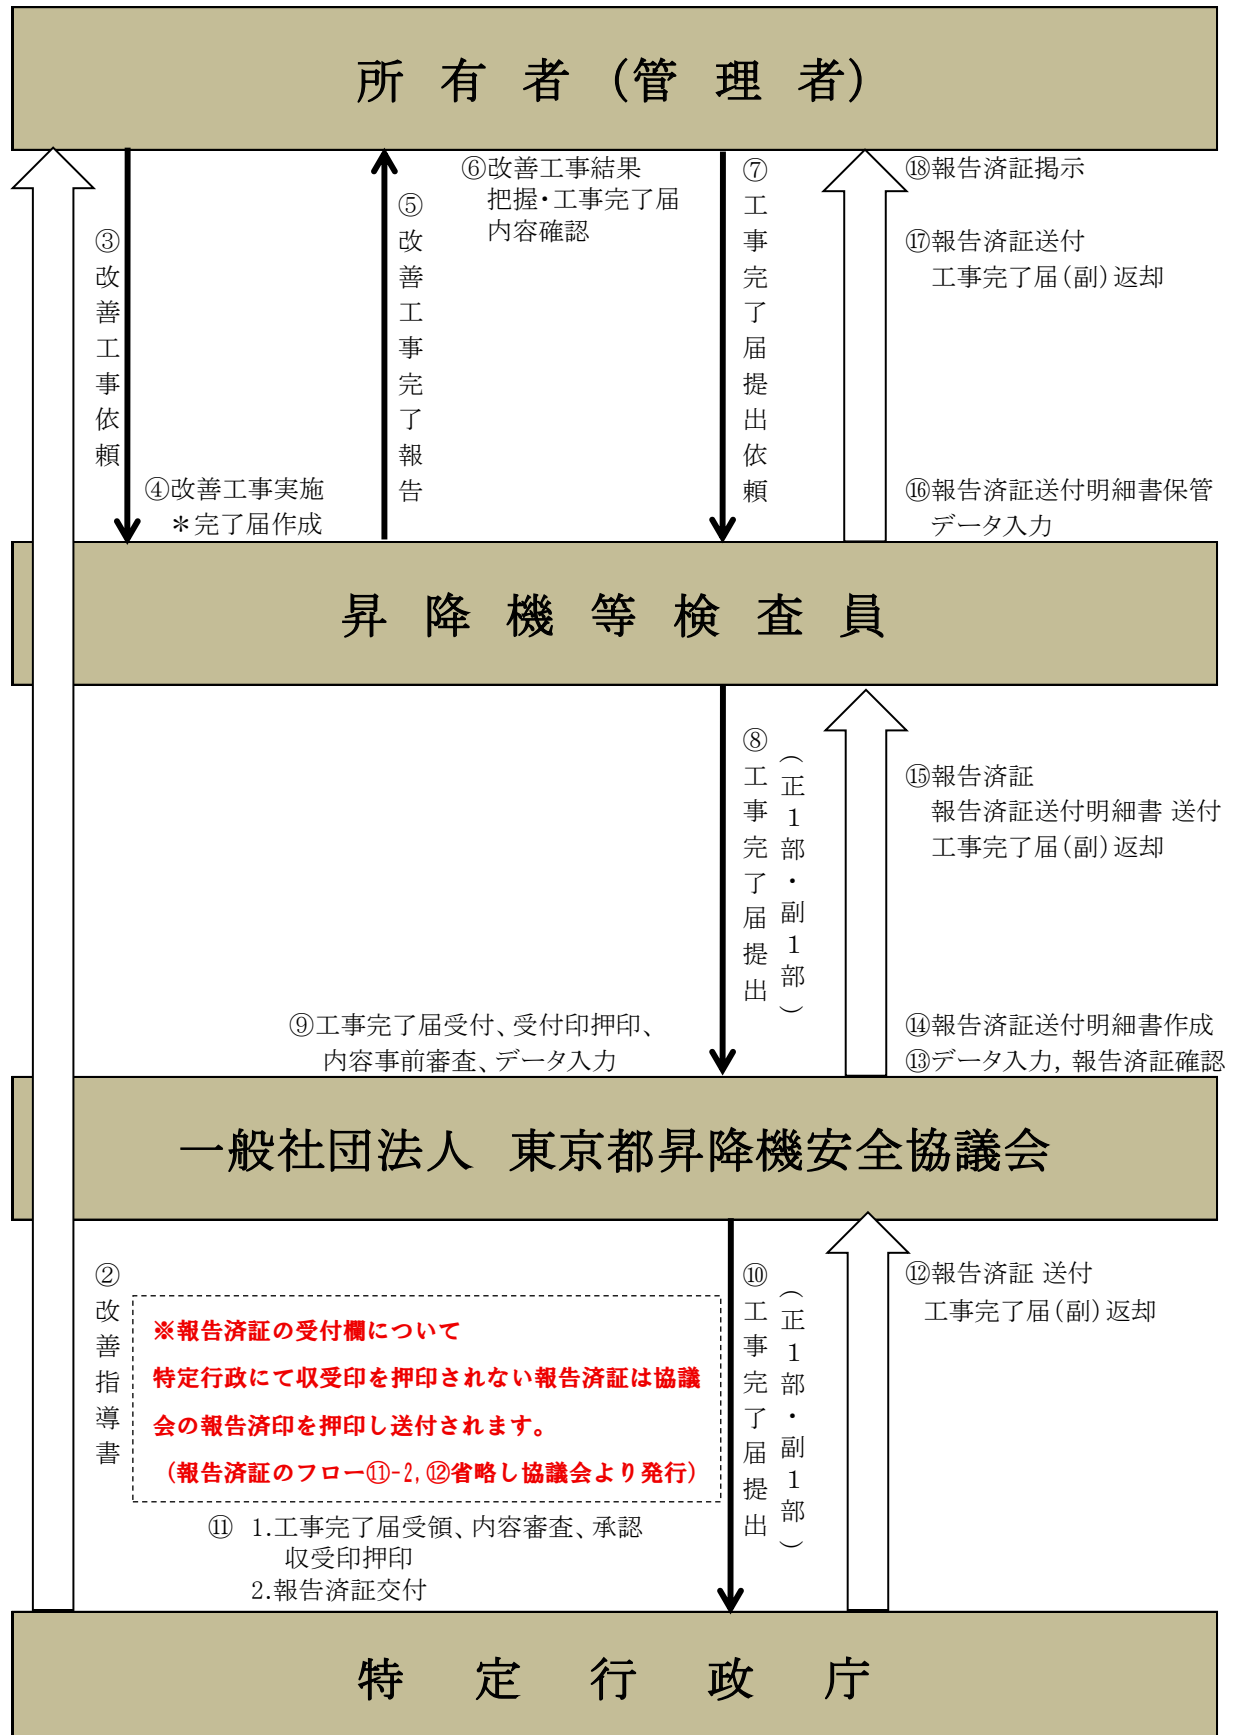 所有者(管理者)
③改善工事依頼
④改善工事実施
＊完了届作成
⑤改善工事完了報告
⑥改善工事結果
把握・工事完了届
内容確認
⑦工事完了届提出依頼
⑱報告済証掲示
⑰報告済証送付
工事完了届(副)返却
⑯報告済証送付明細書保管
データ入力
昇降機等検査員
⑧工事完了届提出
(正1部・副1部)
⑮報告済証
報告済証送付明細書 送付
工事完了届(副)返却
⑨工事完了届受付、受付印押印、
内容事前審査、データ入力
⑭報告済証送付明細書作成
⑬データ入力, 報告済証確認
一般社団法人 東京都昇降機安全協議会
②改善指導書
※報告済証の受付欄について
特定行政にて収受印を押印されない報告済証は協議
会の報告済印を押印し送付されます。
(報告済証のフロー⑪-2,⑫省略し協議会より発行)
⑩工事完了届提出
(正1部・副1部)
⑫報告済証 送付
工事完了届(副)返却
⑪ 1.工事完了届受領、内容審査、承認
収受印押印
2.報告済証交付
特定行政庁